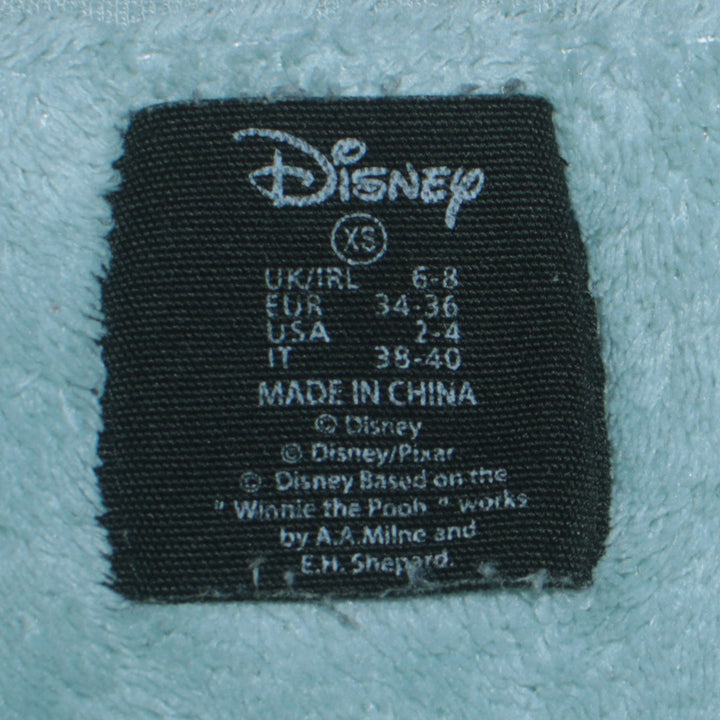 Disney
XS
UK/IRL 6-8
EUR 34-36
USA 2-4
IT 38-40
MADE IN CHINA
© Disney
© Disney/Pixar
© Disney Based on the
" Winnie the Pooh " works
by A.A.Milne and
E.H. Shepard.